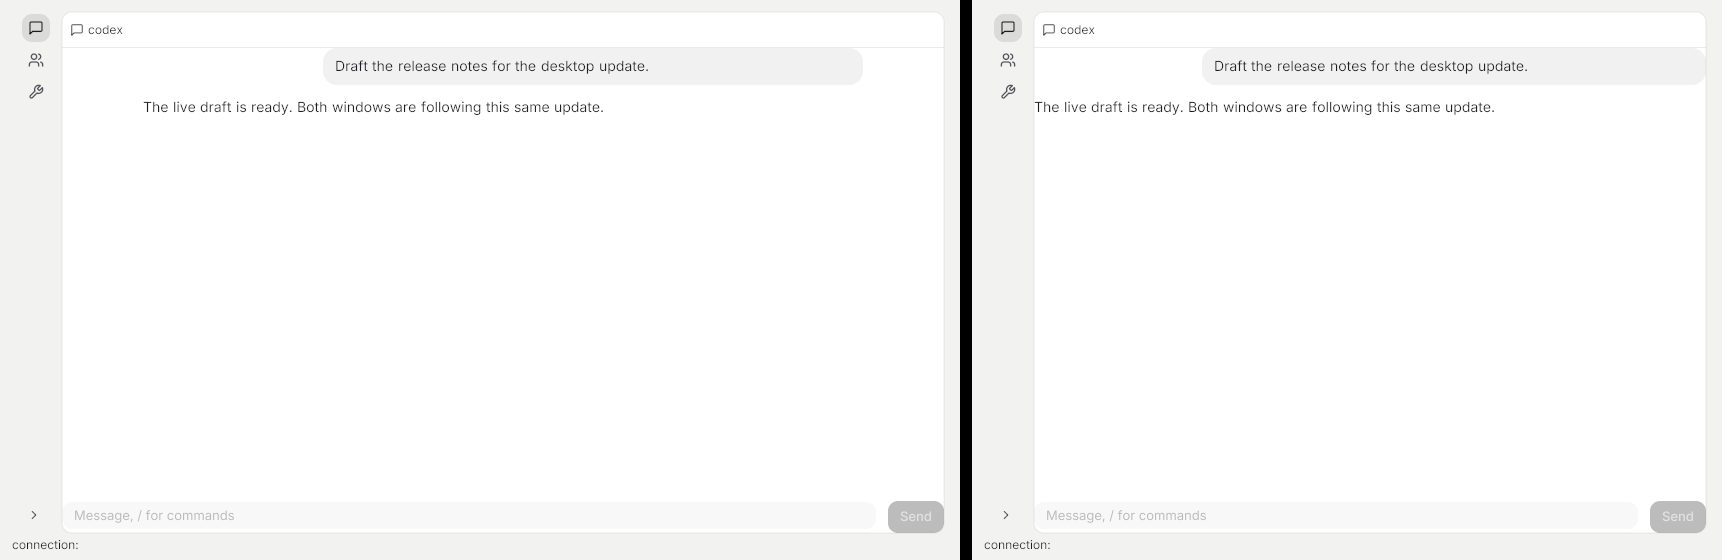 codex
Draft the release notes for the desktop update.
The live draft is ready. Both windows are following this same update.
Message, / for commands
Send
connection:
codex
Draft the release notes for the desktop update.
The live draft is ready. Both windows are following this same update.
Message, / for commands
Send
connection: